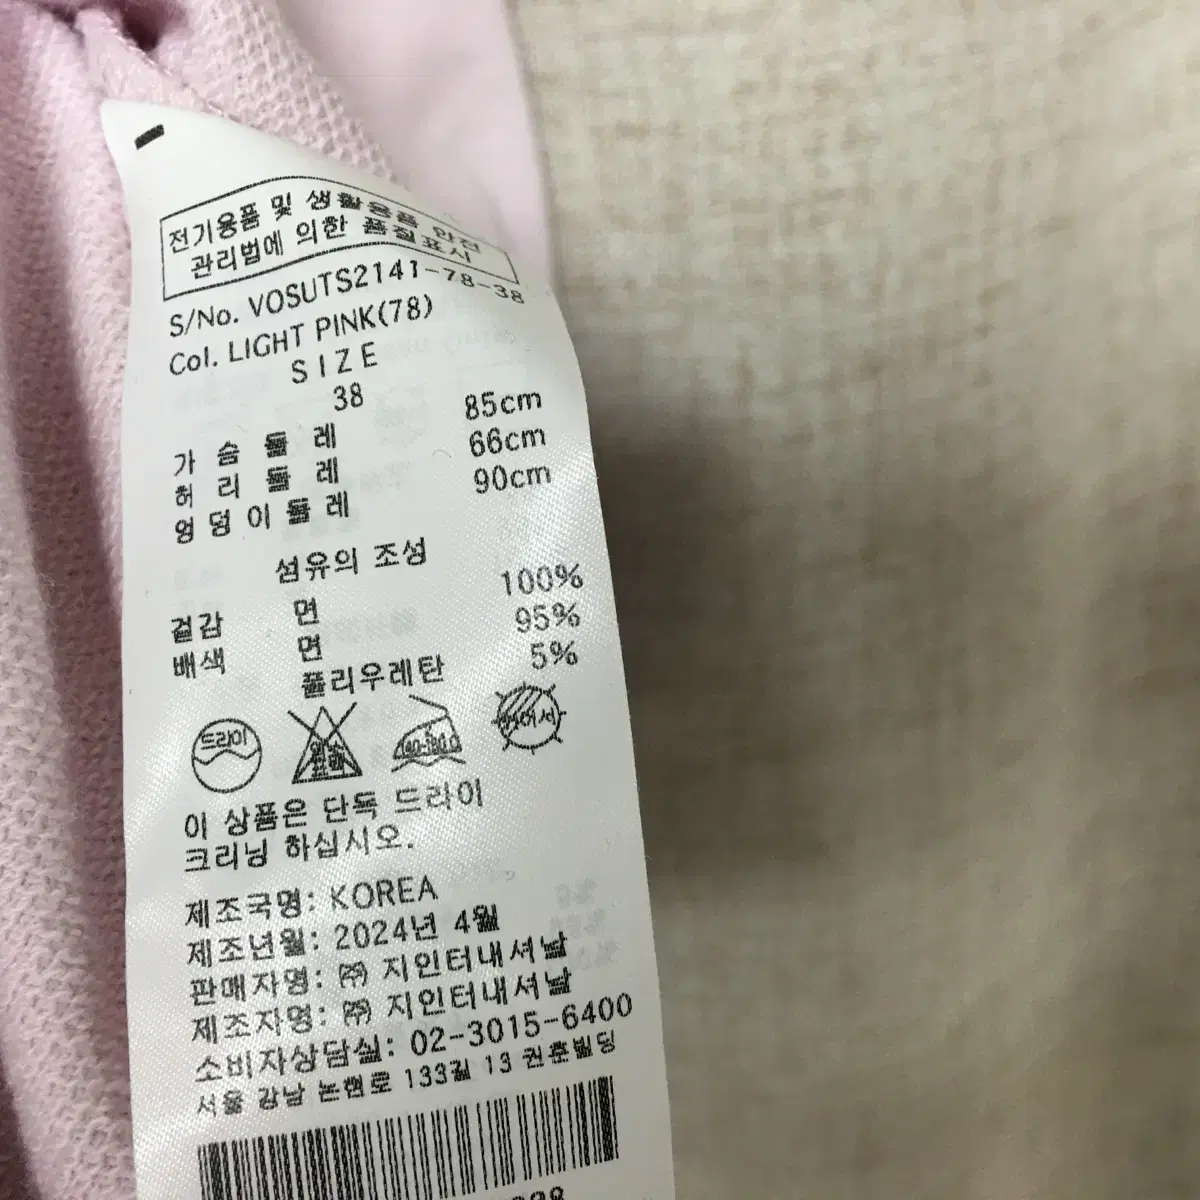 전기용품 및 생활용품 안전
관리법에 의한 품질표시
S/No. VOSUTS2141-78-38
Col. LIGHT PINK(78)
SIZE
38
가 슴 둘 레 85cm
허 리 둘 레 66cm
엉 덩 이 둘 레 90cm
섬유의 조성
겉감 면 100%
배색 면 95%
폴리우레탄 5%
드라이 140-160℃
이 상품은 단독 드라이
크리닝 하십시오.
제조국명: KOREA
제조년월: 2024년 4월
판매자명: ㈜ 지인터내셔날
제조자명: ㈜ 지인터내셔날
소비자상담실: 02-3015-6400
서울 강남 논현로 133길 13 권훈빌딩